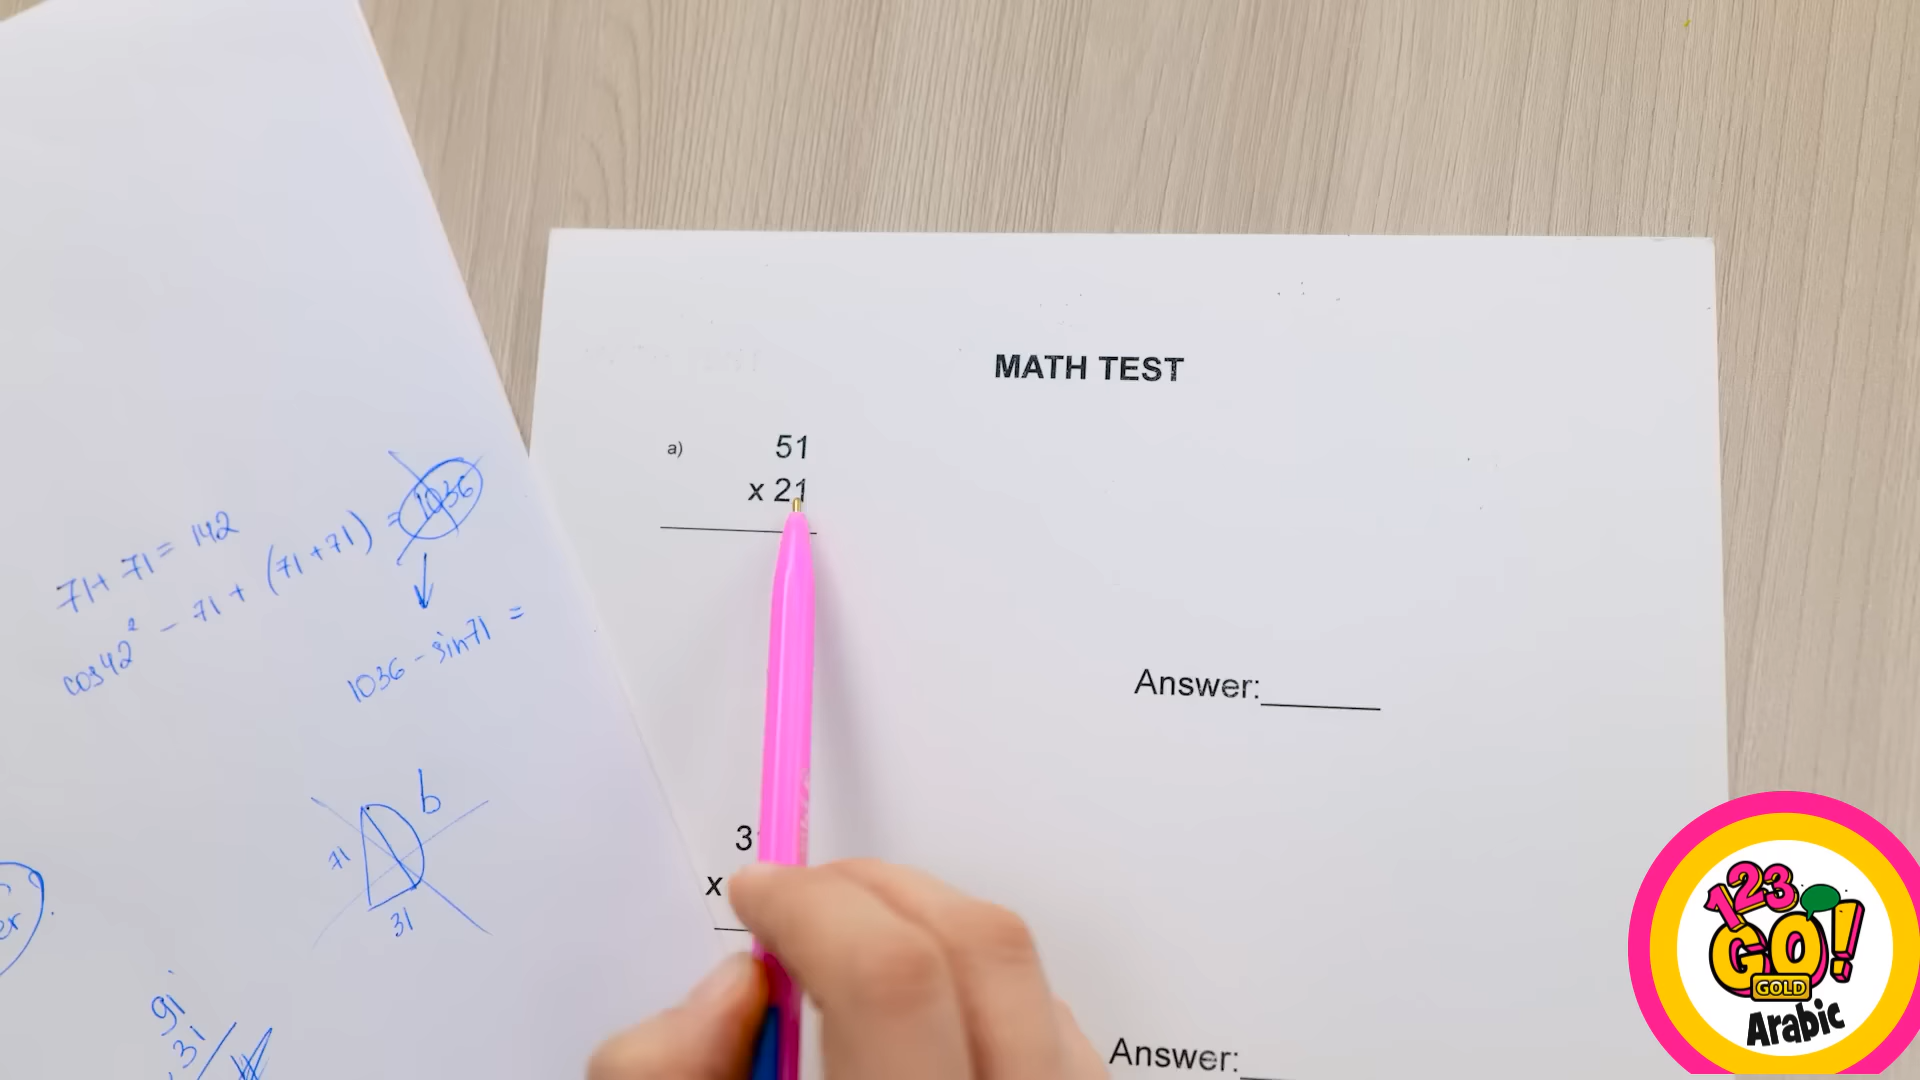 MATH TEST
a) 51
x 21
Answer:______
3
x
Answer:_
71 + 71 = 142
cos42² - 71 + (71+71) = 1036
1036 - sin71 =
b
71
31
91
31
123
GO!
GOLD
Arabic